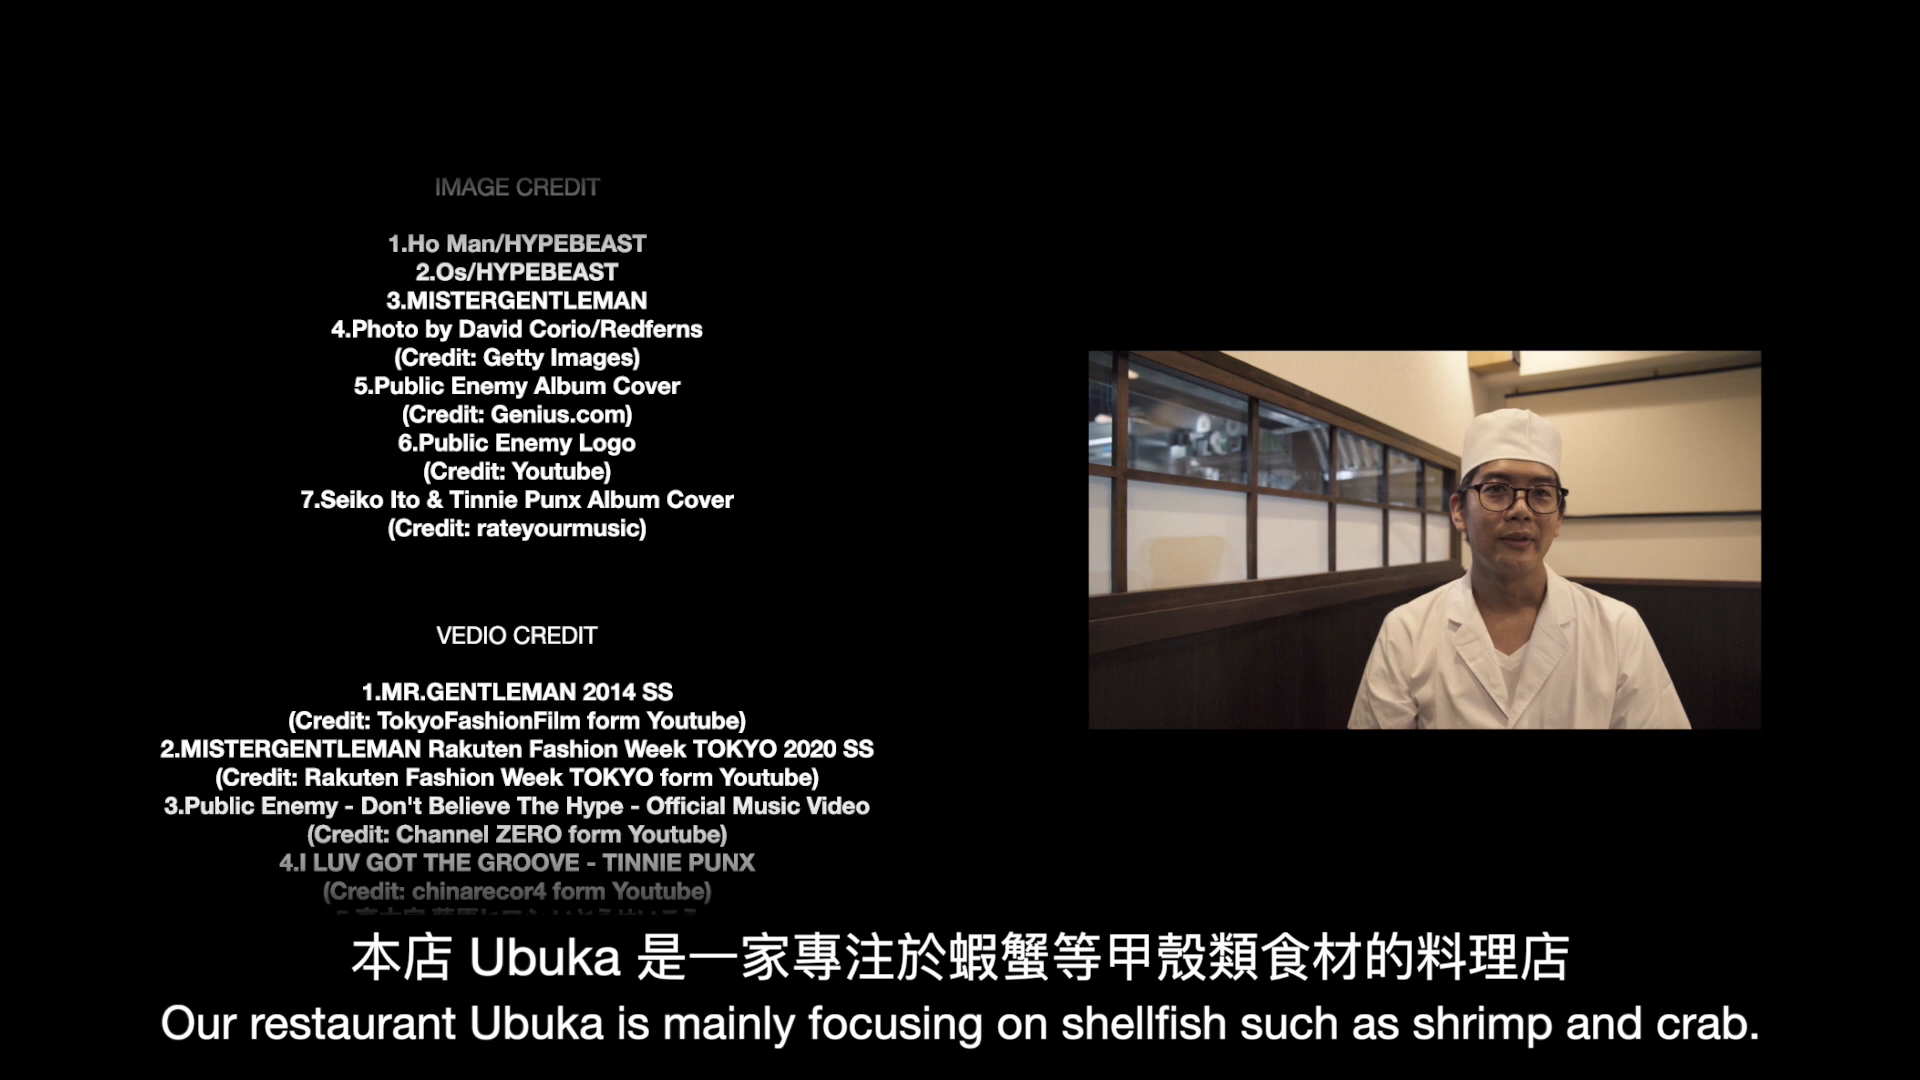 IMAGE CREDIT
1.Ho Man/HYPEBEAST
2.Os/HYPEBEAST
3.MISTERGENTLEMAN
4.Photo by David Corio/Redferns
(Credit: Getty Images)
5.Public Enemy Album Cover
(Credit: Genius.com)
6.Public Enemy Logo
(Credit: Youtube)
7.Seiko Ito & Tinnie Punx Album Cover
(Credit: rateyourmusic)
VEDIO CREDIT
1.MR.GENTLEMAN 2014 SS
(Credit: TokyoFashionFilm form Youtube)
2.MISTERGENTLEMAN Rakuten Fashion Week TOKYO 2020 SS
(Credit: Rakuten Fashion Week TOKYO form Youtube)
3.Public Enemy - Don't Believe The Hype - Official Music Video
(Credit: Channel ZERO form Youtube)
4.I LUV GOT THE GROOVE - TINNIE PUNX
(Credit: chinarecor4 form Youtube)
本店 Ubuka 是一家專注於蝦蟹等甲殼類食材的料理店
Our restaurant Ubuka is mainly focusing on shellfish such as shrimp and crab.